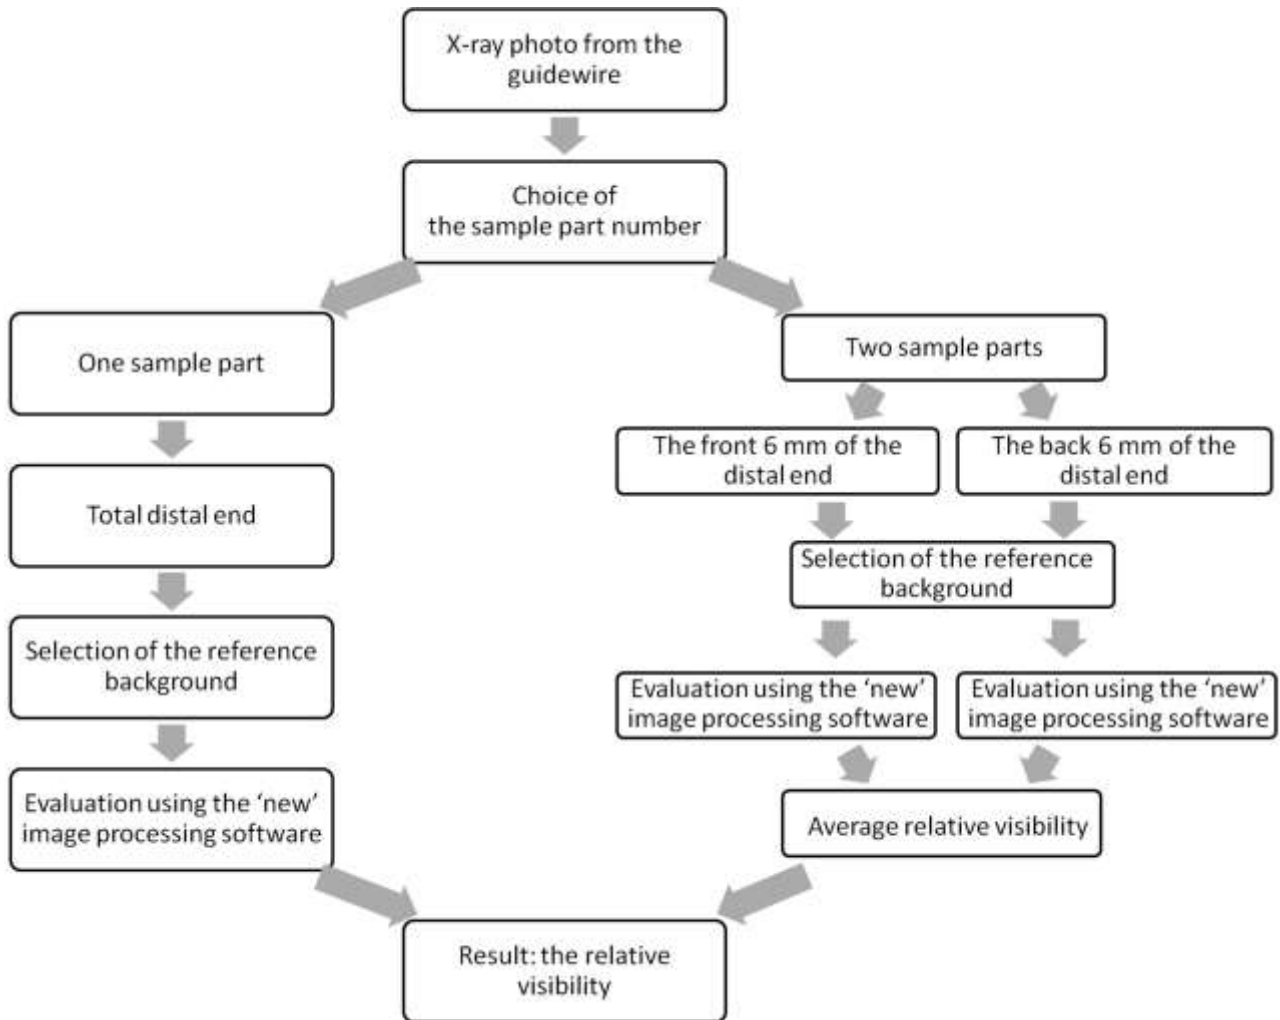 X-ray photo from the
guidewire
Choice of
the sample part number
One sample part
Total distal end
Selection of the reference
background
Evaluation using the ‘new’
image processing software
Two sample parts
The front 6 mm of the
distal end
The back 6 mm of the
distal end
Selection of the reference
background
Evaluation using the ‘new’
image processing software
Evaluation using the ‘new’
image processing software
Average relative visibility
Result: the relative
visibility